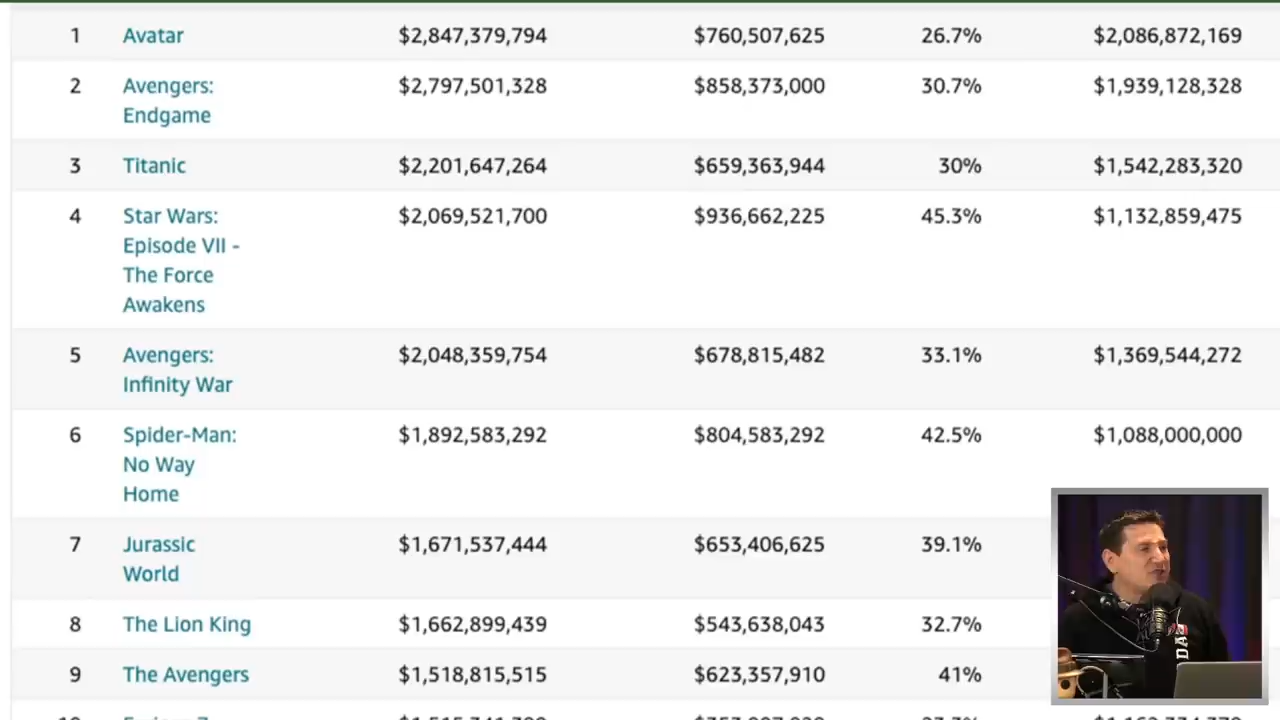 1 Avatar $2,847,379,794 $760,507,625 26.7% $2,086,872,169
2 Avengers: $2,797,501,328 $858,373,000 30.7% $1,939,128,328
Endgame
3 Titanic $2,201,647,264 $659,363,944 30% $1,542,283,320
4 Star Wars: $2,069,521,700 $936,662,225 45.3% $1,132,859,475
Episode VII -
The Force
Awakens
5 Avengers: $2,048,359,754 $678,815,482 33.1% $1,369,544,272
Infinity War
6 Spider-Man: $1,892,583,292 $804,583,292 42.5% $1,088,000,000
No Way
Home
7 Jurassic $1,671,537,444 $653,406,625 39.1%
World
8 The Lion King $1,662,899,439 $543,638,043 32.7%
9 The Avengers $1,518,815,515 $623,357,910 41%